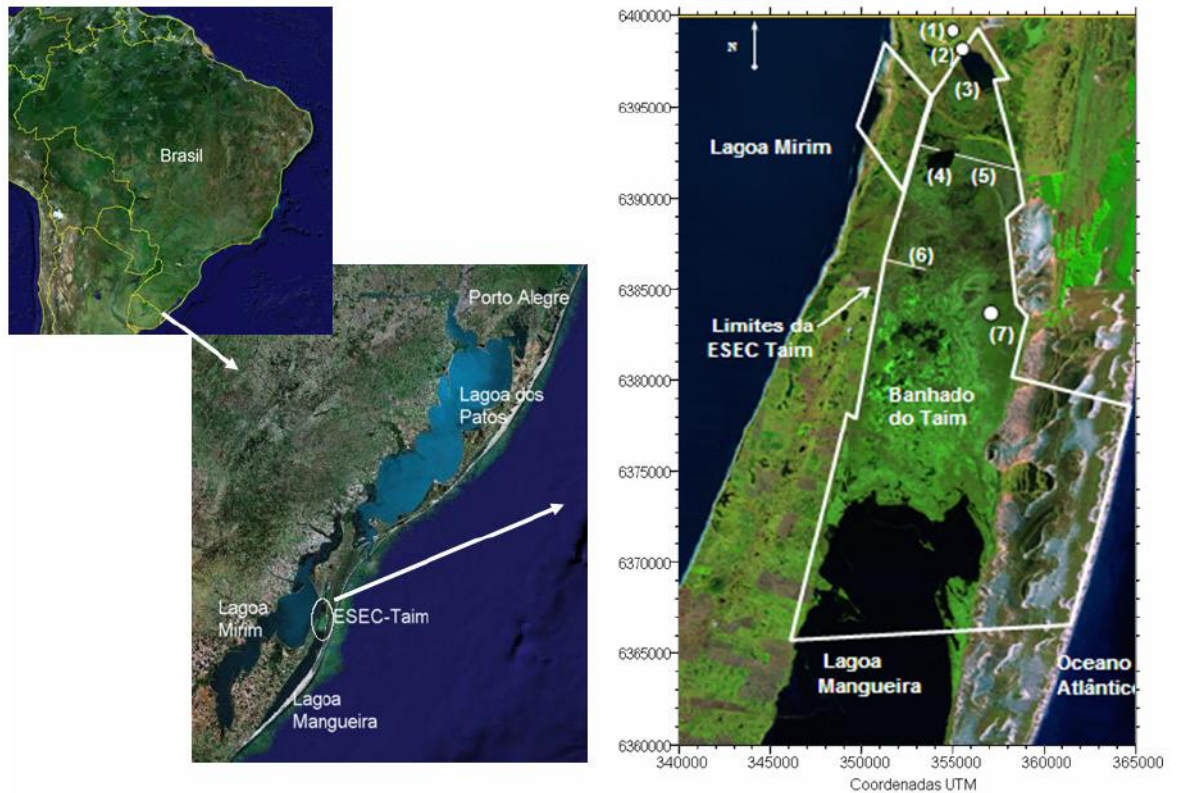 Brasil
Porto Alegre
Lagoa dos
Patos
Lagoa
Mirim
ESEC-Taim
Lagoa
Mangueira
6400000
6395000
6390000
6385000
6380000
6375000
6370000
6365000
6360000
N
(1)
(2)
(3)
Lagoa Mirim
(4)
(5)
(6)
Limites da
ESEC Taim
(7)
Banhado
do Taim
Lagoa
Mangueira
Oceano
Atlântico
340000
345000
350000
355000
360000
365000
Coordenadas UTM